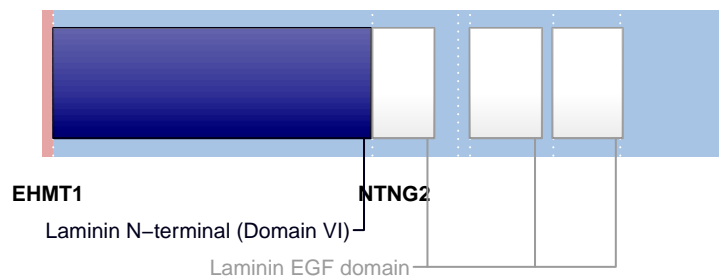 EHMT1 NTNG2
Laminin N−terminal (Domain VI)
Laminin EGF domain